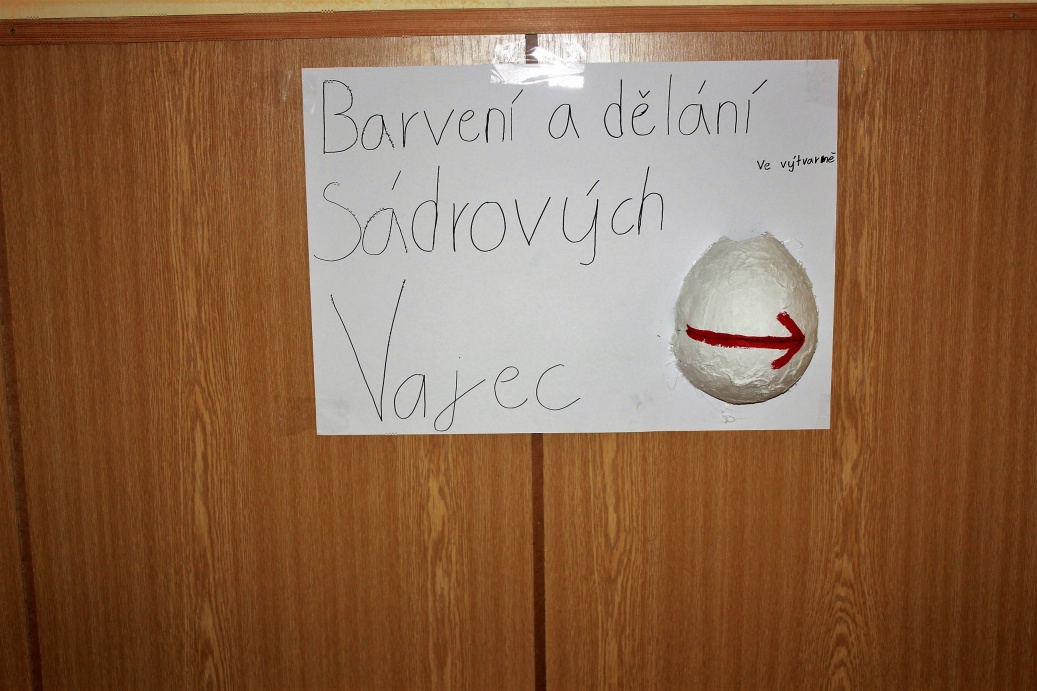 Barvení a dělání
Ve výtvarně
Sádrových
Vajec